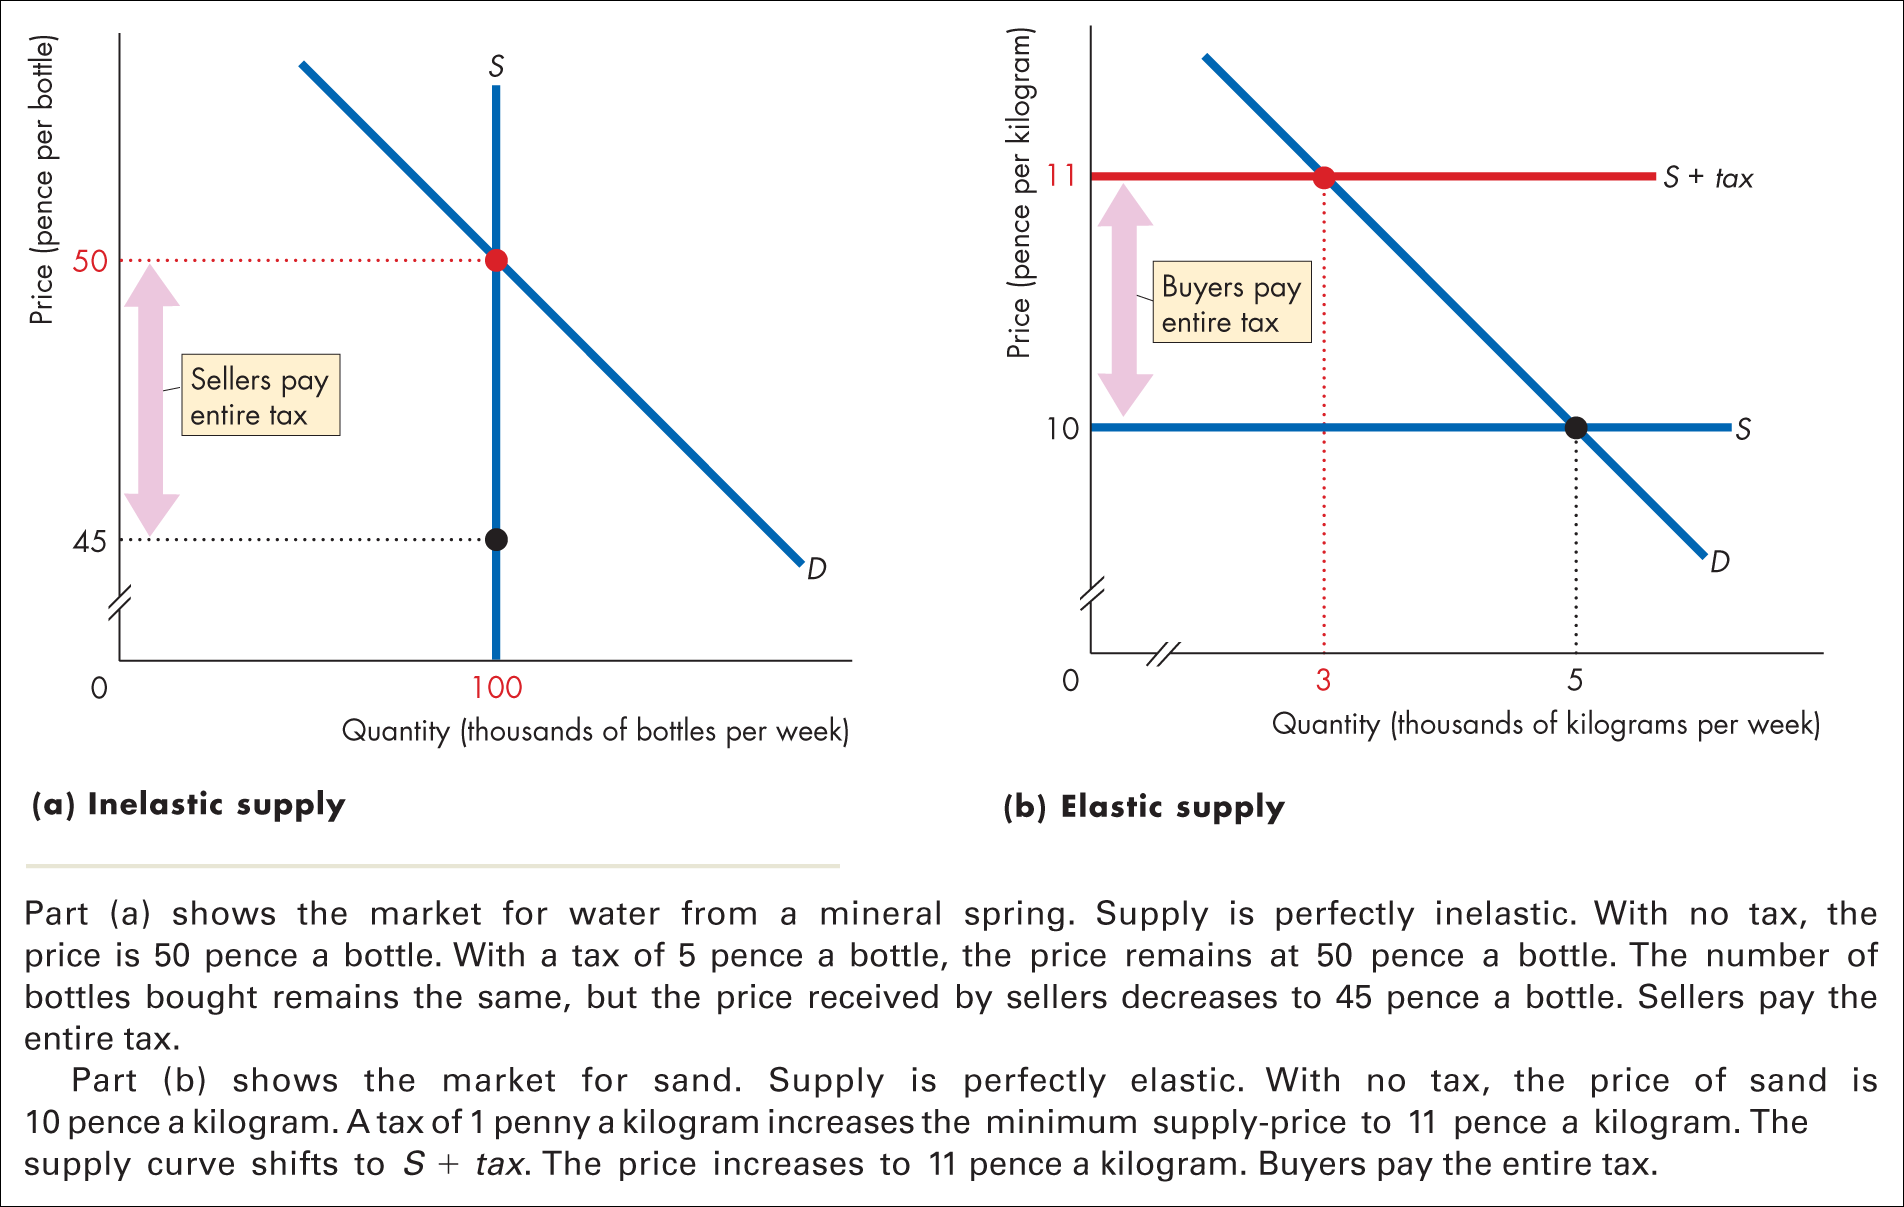 Price (pence per bottle)
S
50
Sellers pay
entire tax
45
D
0
100
Quantity (thousands of bottles per week)
(a) Inelastic supply
Price (pence per kilogram)
11
S + tax
Buyers pay
entire tax
10
S
D
0
3
5
Quantity (thousands of kilograms per week)
(b) Elastic supply
Part (a) shows the market for water from a mineral spring. Supply is perfectly inelastic. With no tax, the
price is 50 pence a bottle. With a tax of 5 pence a bottle, the price remains at 50 pence a bottle. The number of
bottles bought remains the same, but the price received by sellers decreases to 45 pence a bottle. Sellers pay the
entire tax.
Part (b) shows the market for sand. Supply is perfectly elastic. With no tax, the price of sand is
10 pence a kilogram. A tax of 1 penny a kilogram increases the minimum supply-price to 11 pence a kilogram. The
supply curve shifts to S + tax. The price increases to 11 pence a kilogram. Buyers pay the entire tax.